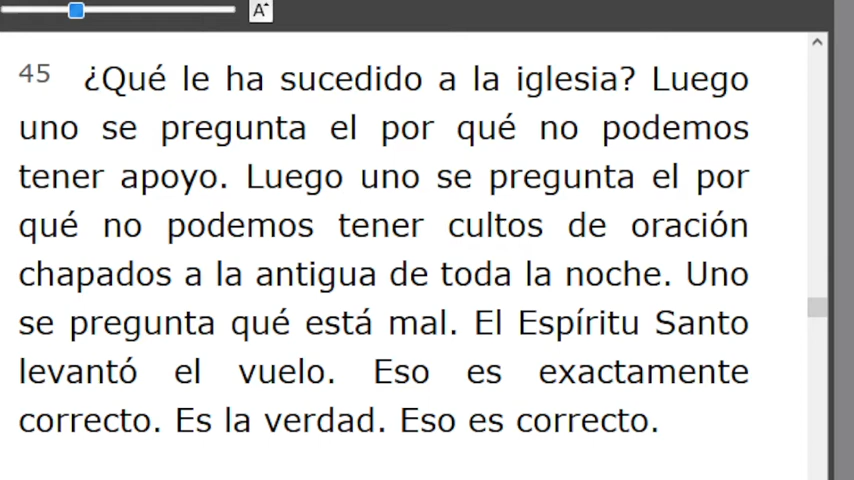 A
45 ¿Qué le ha sucedido a la iglesia? Luego
uno se pregunta el por qué no podemos
tener apoyo. Luego uno se pregunta el por
qué no podemos tener cultos de oración
chapados a la antigua de toda la noche. Uno
se pregunta qué está mal. El Espíritu Santo
levantó el vuelo. Eso es exactamente
correcto. Es la verdad. Eso es correcto.